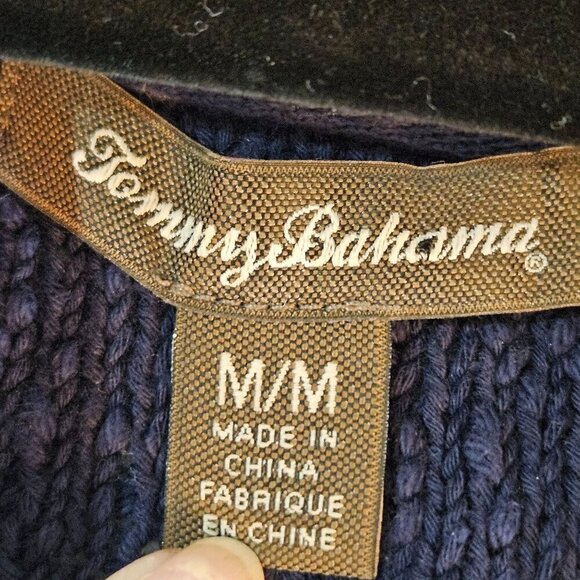 Tommy Bahama®
M/M
MADE IN
CHINA
FABRIQUE
EN CHINE